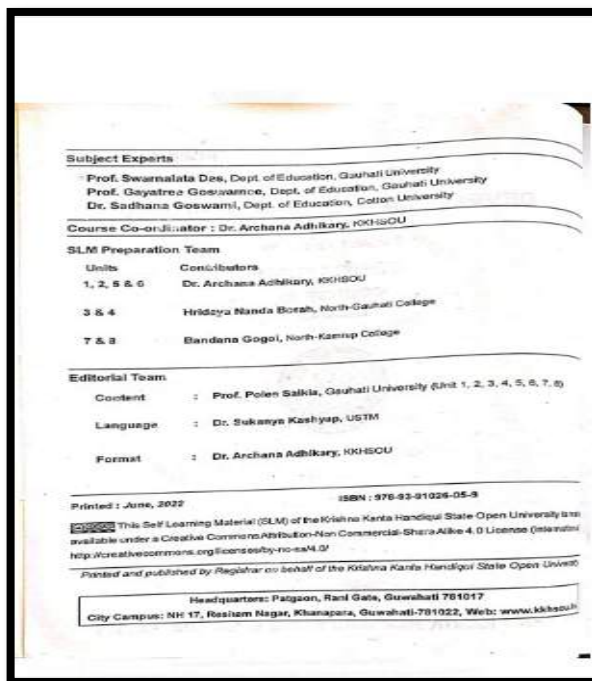 Subject Experts
Prof. Swarnalata Das, Dept. of Education, Gauhati University
Prof. Gayatree Goswamee, Dept. of Education, Gauhati University
Dr. Sadhana Goswami, Dept. of Education, Cotton University
Course Co-ordinator : Dr. Archana Adhikary, KKHSOU
SLM Preparation Team
Units Contributors
1, 2, 5 & 6 Dr. Archana Adhikary, KKHSOU
3 & 4 Hridaya Nanda Borah, North-Gauhati College
7 & 8 Bandana Gogoi, North-Kamrup College
Editorial Team
Content : Prof. Polen Saikia, Gauhati University (Unit 1, 2, 3, 4, 5, 6, 7, 8)
Language : Dr. Sukanya Kashyap, USTM
Format : Dr. Archana Adhikary, KKHSOU
Printed : June, 2022 ISBN : 978-93-91026-05-9
This Self Learning Material (SLM) of the Krishna Kanta Handiqui State Open University is
available under a Creative Commons Attribution-Non Commercial-Share Alike 4.0 License
http://creativecommons.org/licenses/by-nc-sa/4.0/
Printed and published by Registrar on behalf of the Krishna Kanta Handiqui State Open
Headquarters: Patgaon, Rani Gate, Guwahati 781017
City Campus: NH 17, Resham Nagar, Khanapara, Guwahati-781022, Web: www.kkhsou.i